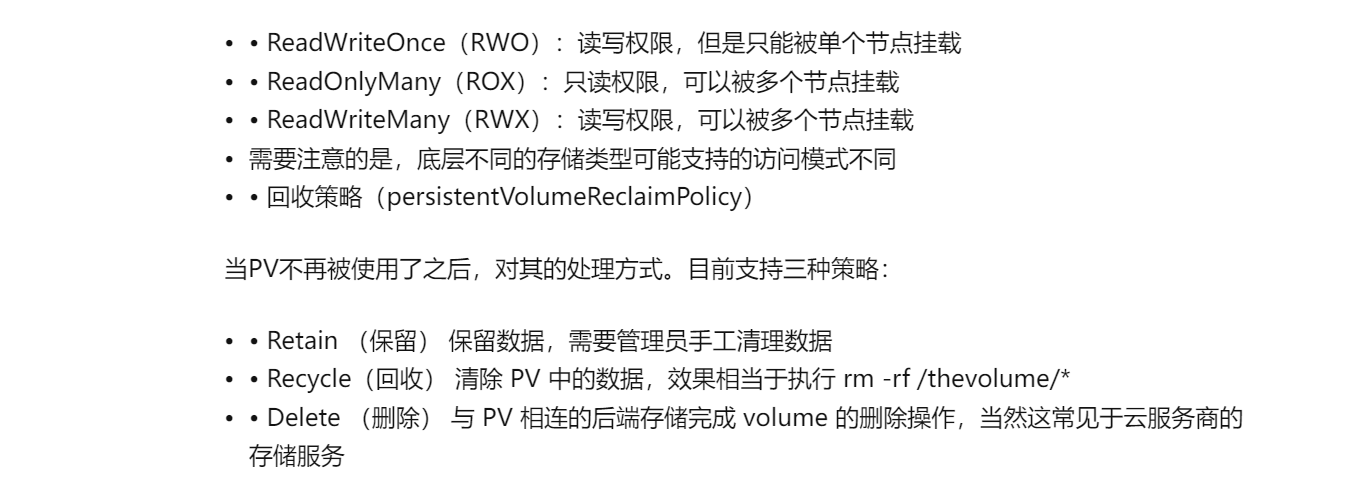 • • ReadWriteOnce（RWO）：读写权限，但是只能被单个节点挂载
• • ReadOnlyMany（ROX）：只读权限，可以被多个节点挂载
• • ReadWriteMany（RWX）：读写权限，可以被多个节点挂载
• 需要注意的是，底层不同的存储类型可能支持的访问模式不同
• • 回收策略（persistentVolumeReclaimPolicy）
当PV不再被使用了之后，对其的处理方式。目前支持三种策略：
• • Retain （保留） 保留数据，需要管理员手工清理数据
• • Recycle（回收） 清除 PV 中的数据，效果相当于执行 rm -rf /thevolume/*
• • Delete （删除） 与 PV 相连的后端存储完成 volume 的删除操作，当然这常见于云服务商的
存储服务